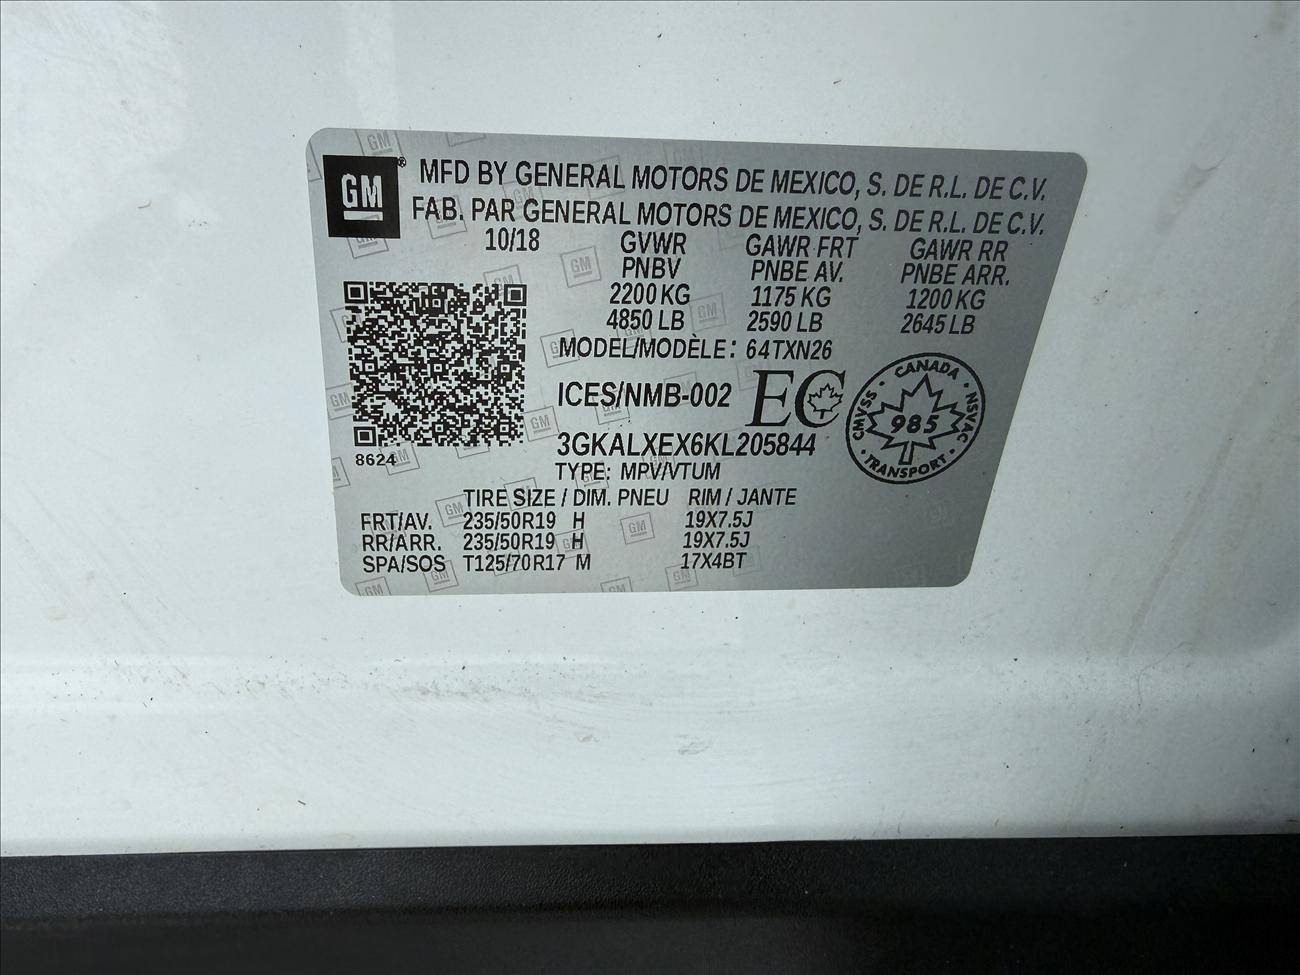 GM®
MFD BY GENERAL MOTORS DE MEXICO, S. DE R.L. DE C.V.
FAB. PAR GENERAL MOTORS DE MEXICO, S. DE R.L. DE C.V.
10/18 GVWR GAWR FRT GAWR RR
PNBV PNBE AV. PNBE ARR.
2200 KG 1175 KG 1200 KG
4850 LB 2590 LB 2645 LB
MODEL/MODÈLE: 64TXN26
ICES/NMB-002 EC
CANADA
CMVSS 985 NSVAC
TRANSPORT
8624
3GKALXEX6KL205844
TYPE: MPV/VTUM
TIRE SIZE / DIM. PNEU RIM / JANTE
FRT/AV. 235/50R19 H 19X7.5J
RR/ARR. 235/50R19 H 19X7.5J
SPA/SOS T125/70R17 M 17X4BT